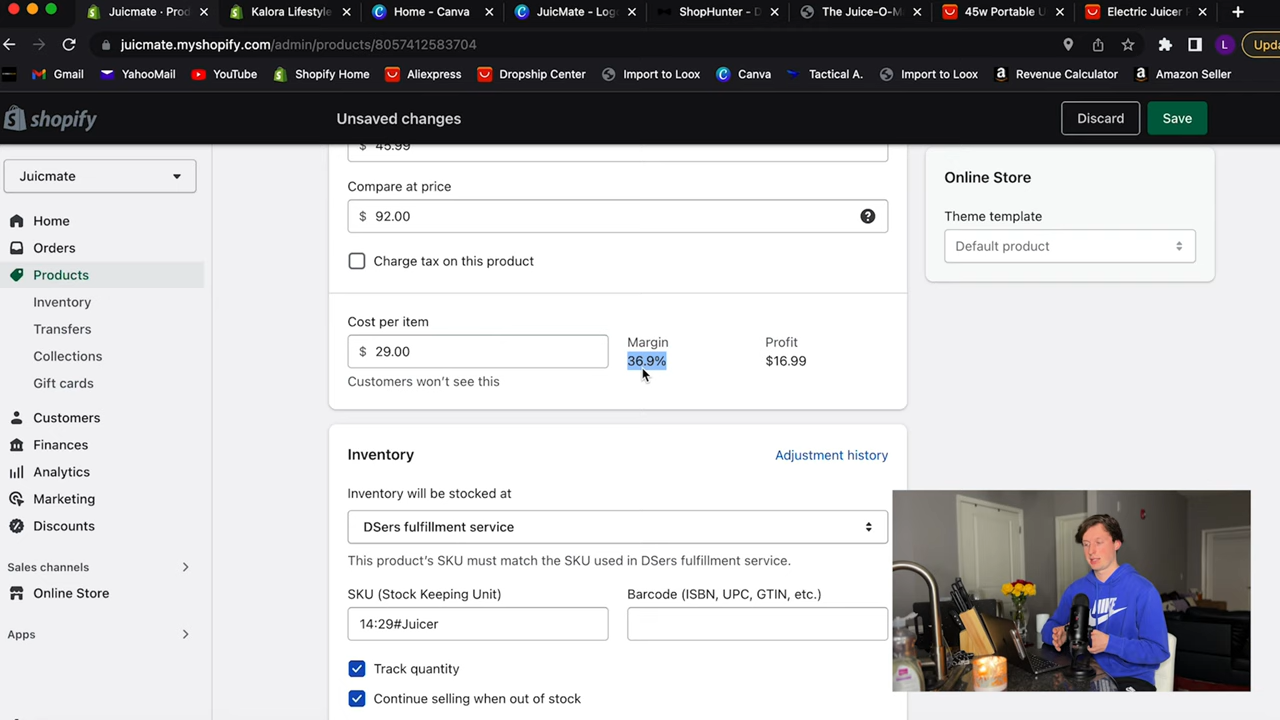 Juicmate · Prod
Kalora Lifestyle
Home - Canva
JuicMate - Logo
ShopHunter - D
The Juice-O-Ma
45w Portable U
Electric Juicer F
juicmate.myshopify.com/admin/products/8057412583704
L
Upda
Gmail
YahooMail
YouTube
Shopify Home
Aliexpress
Dropship Center
Import to Loox
Canva
Tactical A.
Import to Loox
Revenue Calculator
Amazon Seller
shopify
Unsaved changes
Discard
Save
Juicmate
Home
Orders
Products
Inventory
Transfers
Collections
Gift cards
Customers
Finances
Analytics
Marketing
Discounts
Sales channels
Online Store
Apps
$ 45.99
Compare at price
$ 92.00
Charge tax on this product
Cost per item
$ 29.00
Margin
36.9%
Profit
$16.99
Customers won't see this
Inventory
Adjustment history
Inventory will be stocked at
DSers fulfillment service
This product's SKU must match the SKU used in DSers fulfillment service.
SKU (Stock Keeping Unit)
Barcode (ISBN, UPC, GTIN, etc.)
14:29#Juicer
Track quantity
Continue selling when out of stock
Online Store
Theme template
Default product